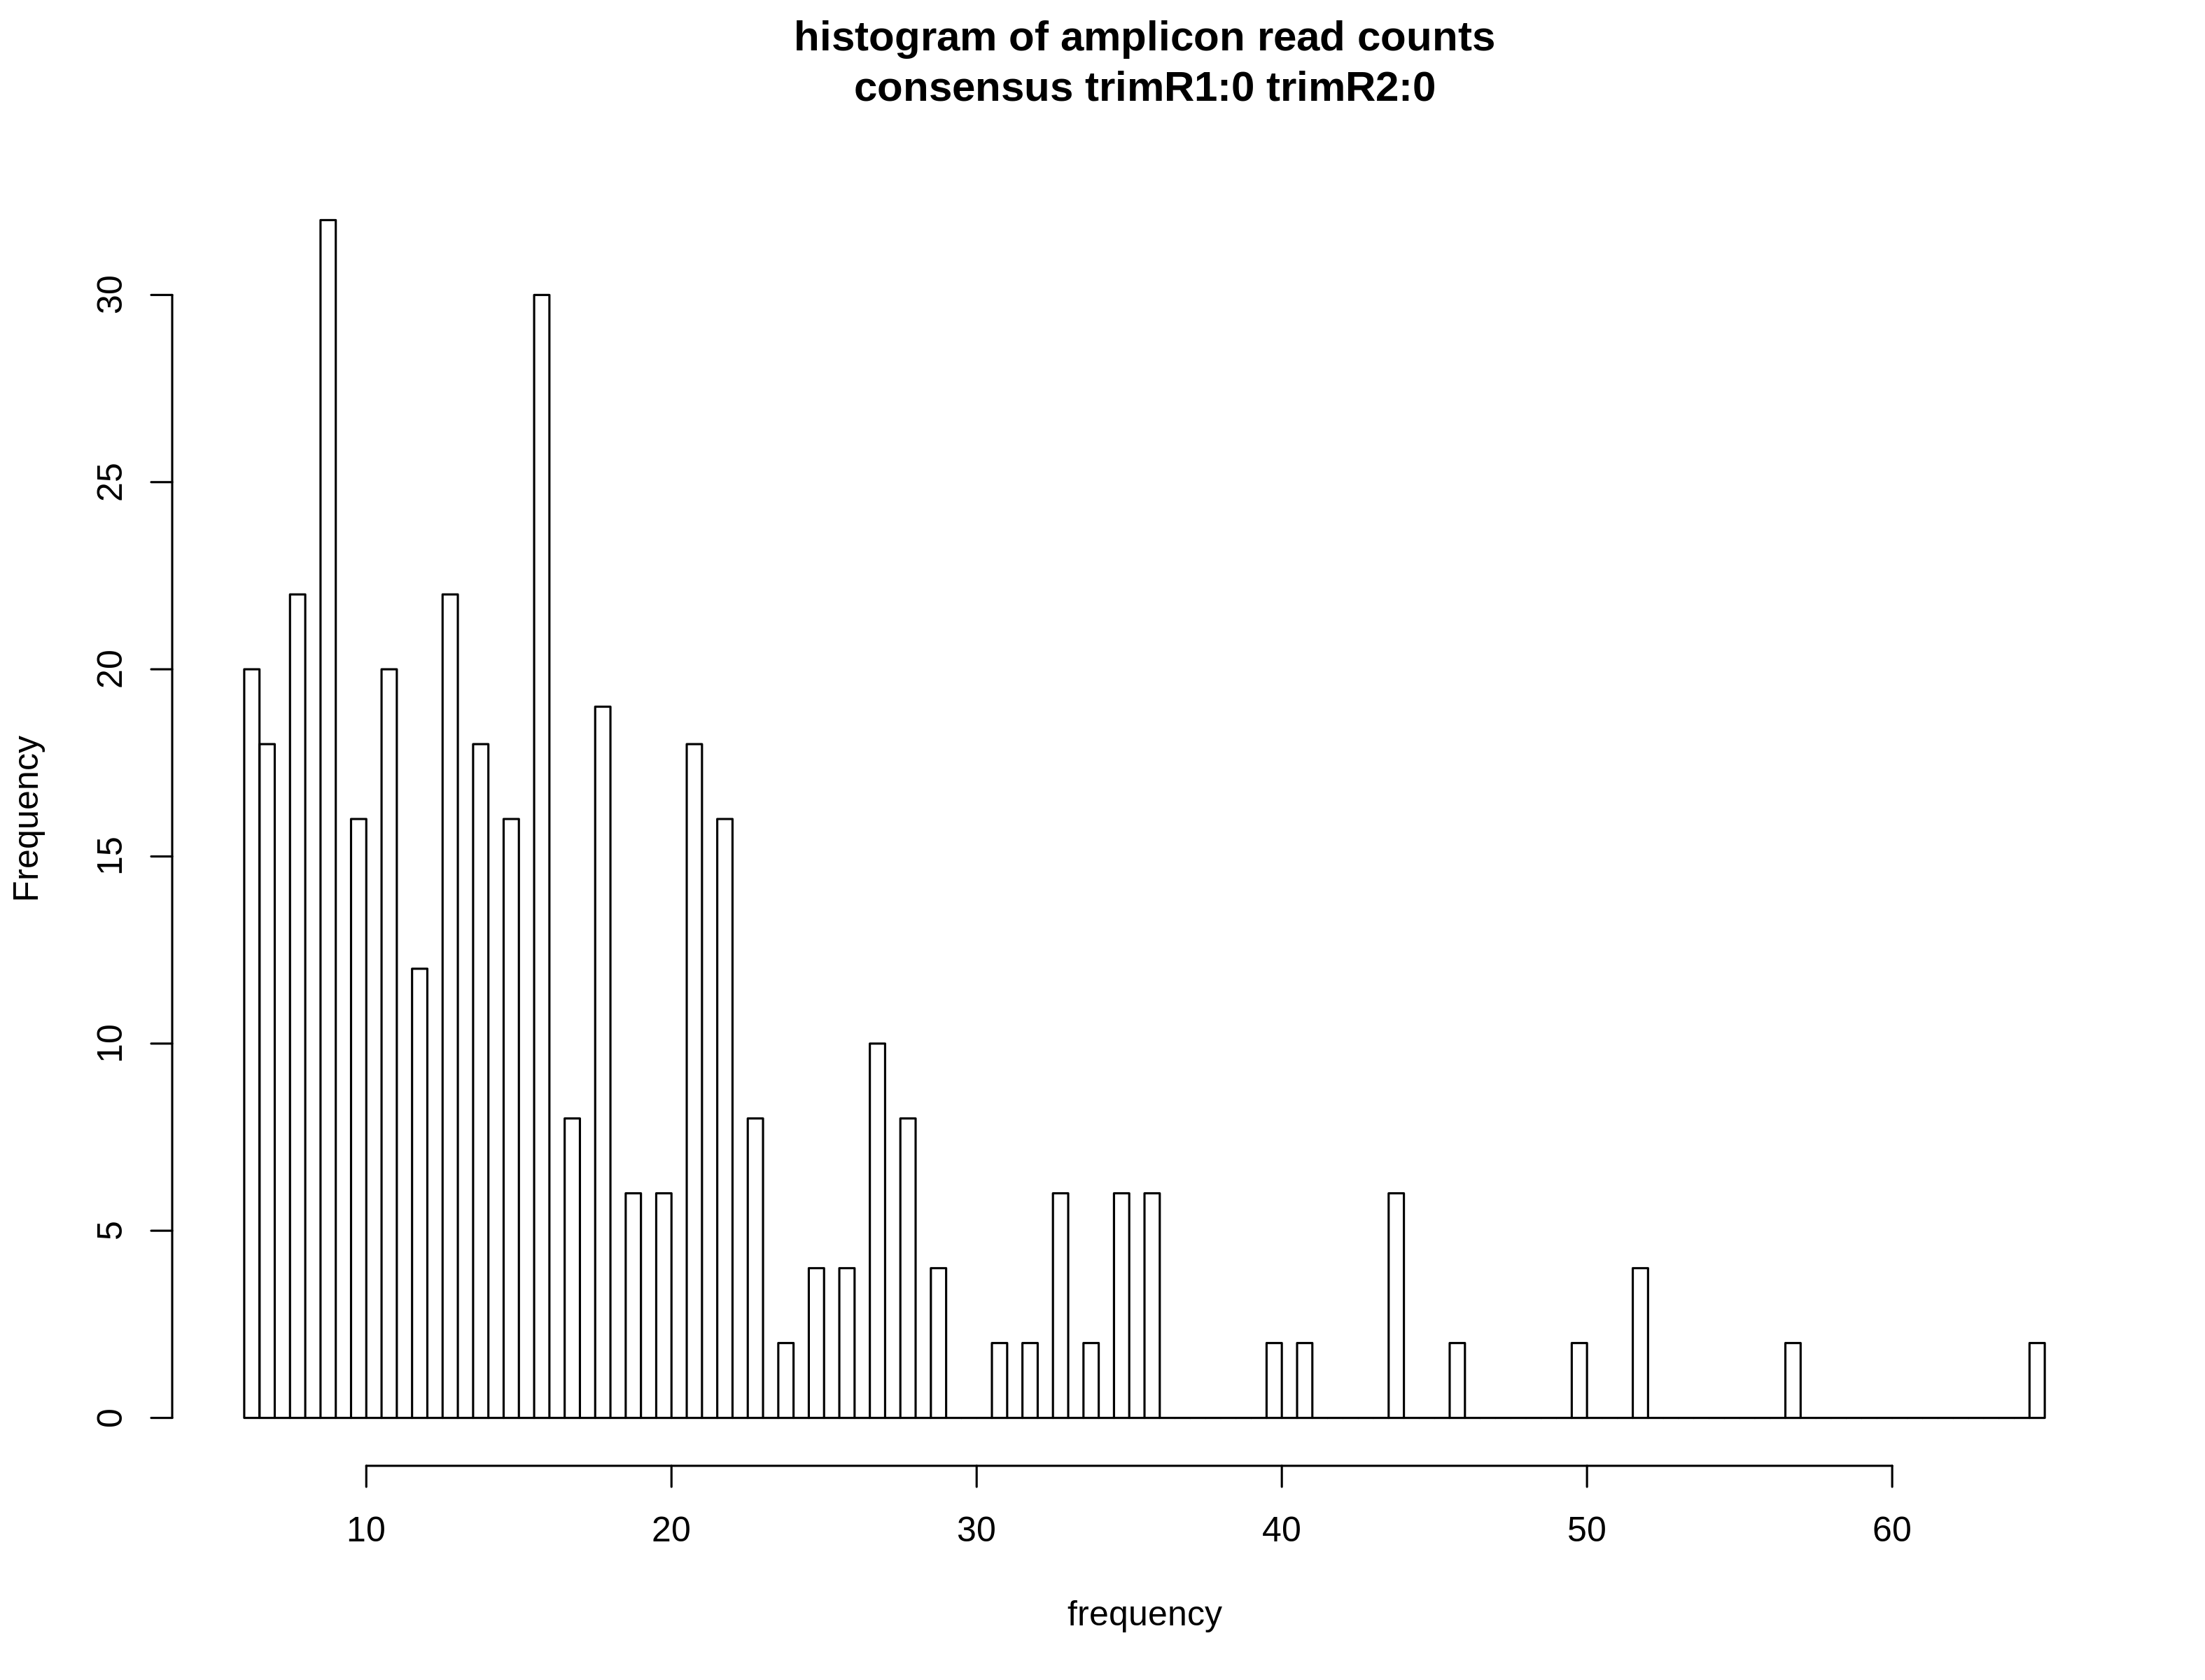 histogram of amplicon read counts
consensus trimR1:0 trimR2:0
Frequency
30
25
20
15
10
5
0
10 20 30 40 50 60
frequency